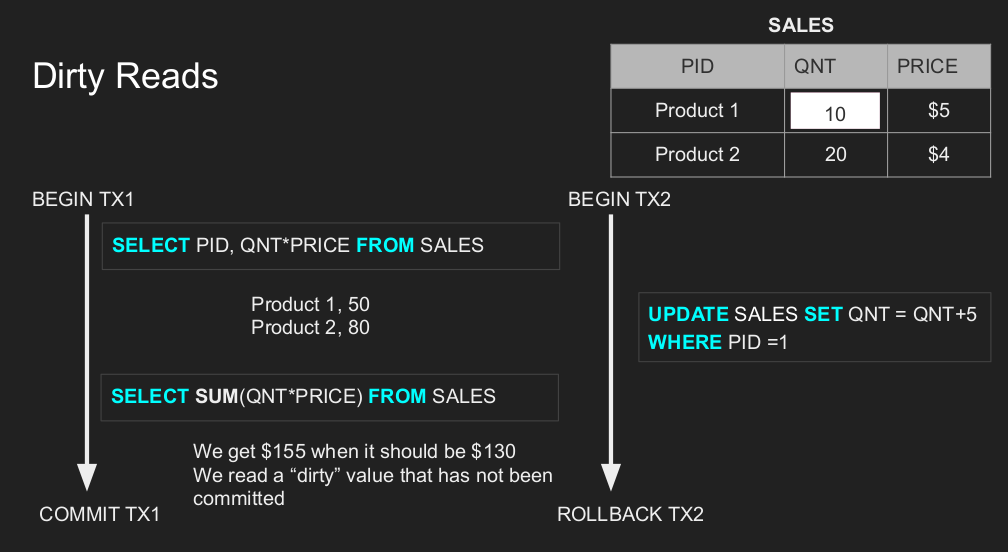 Dirty Reads
SALES
PID QNT PRICE
Product 1 10 $5
Product 2 20 $4
BEGIN TX1
SELECT PID, QNT*PRICE FROM SALES
Product 1, 50
Product 2, 80
SELECT SUM(QNT*PRICE) FROM SALES
We get $155 when it should be $130
We read a “dirty” value that has not been
committed
COMMIT TX1
BEGIN TX2
UPDATE SALES SET QNT = QNT+5
WHERE PID =1
ROLLBACK TX2